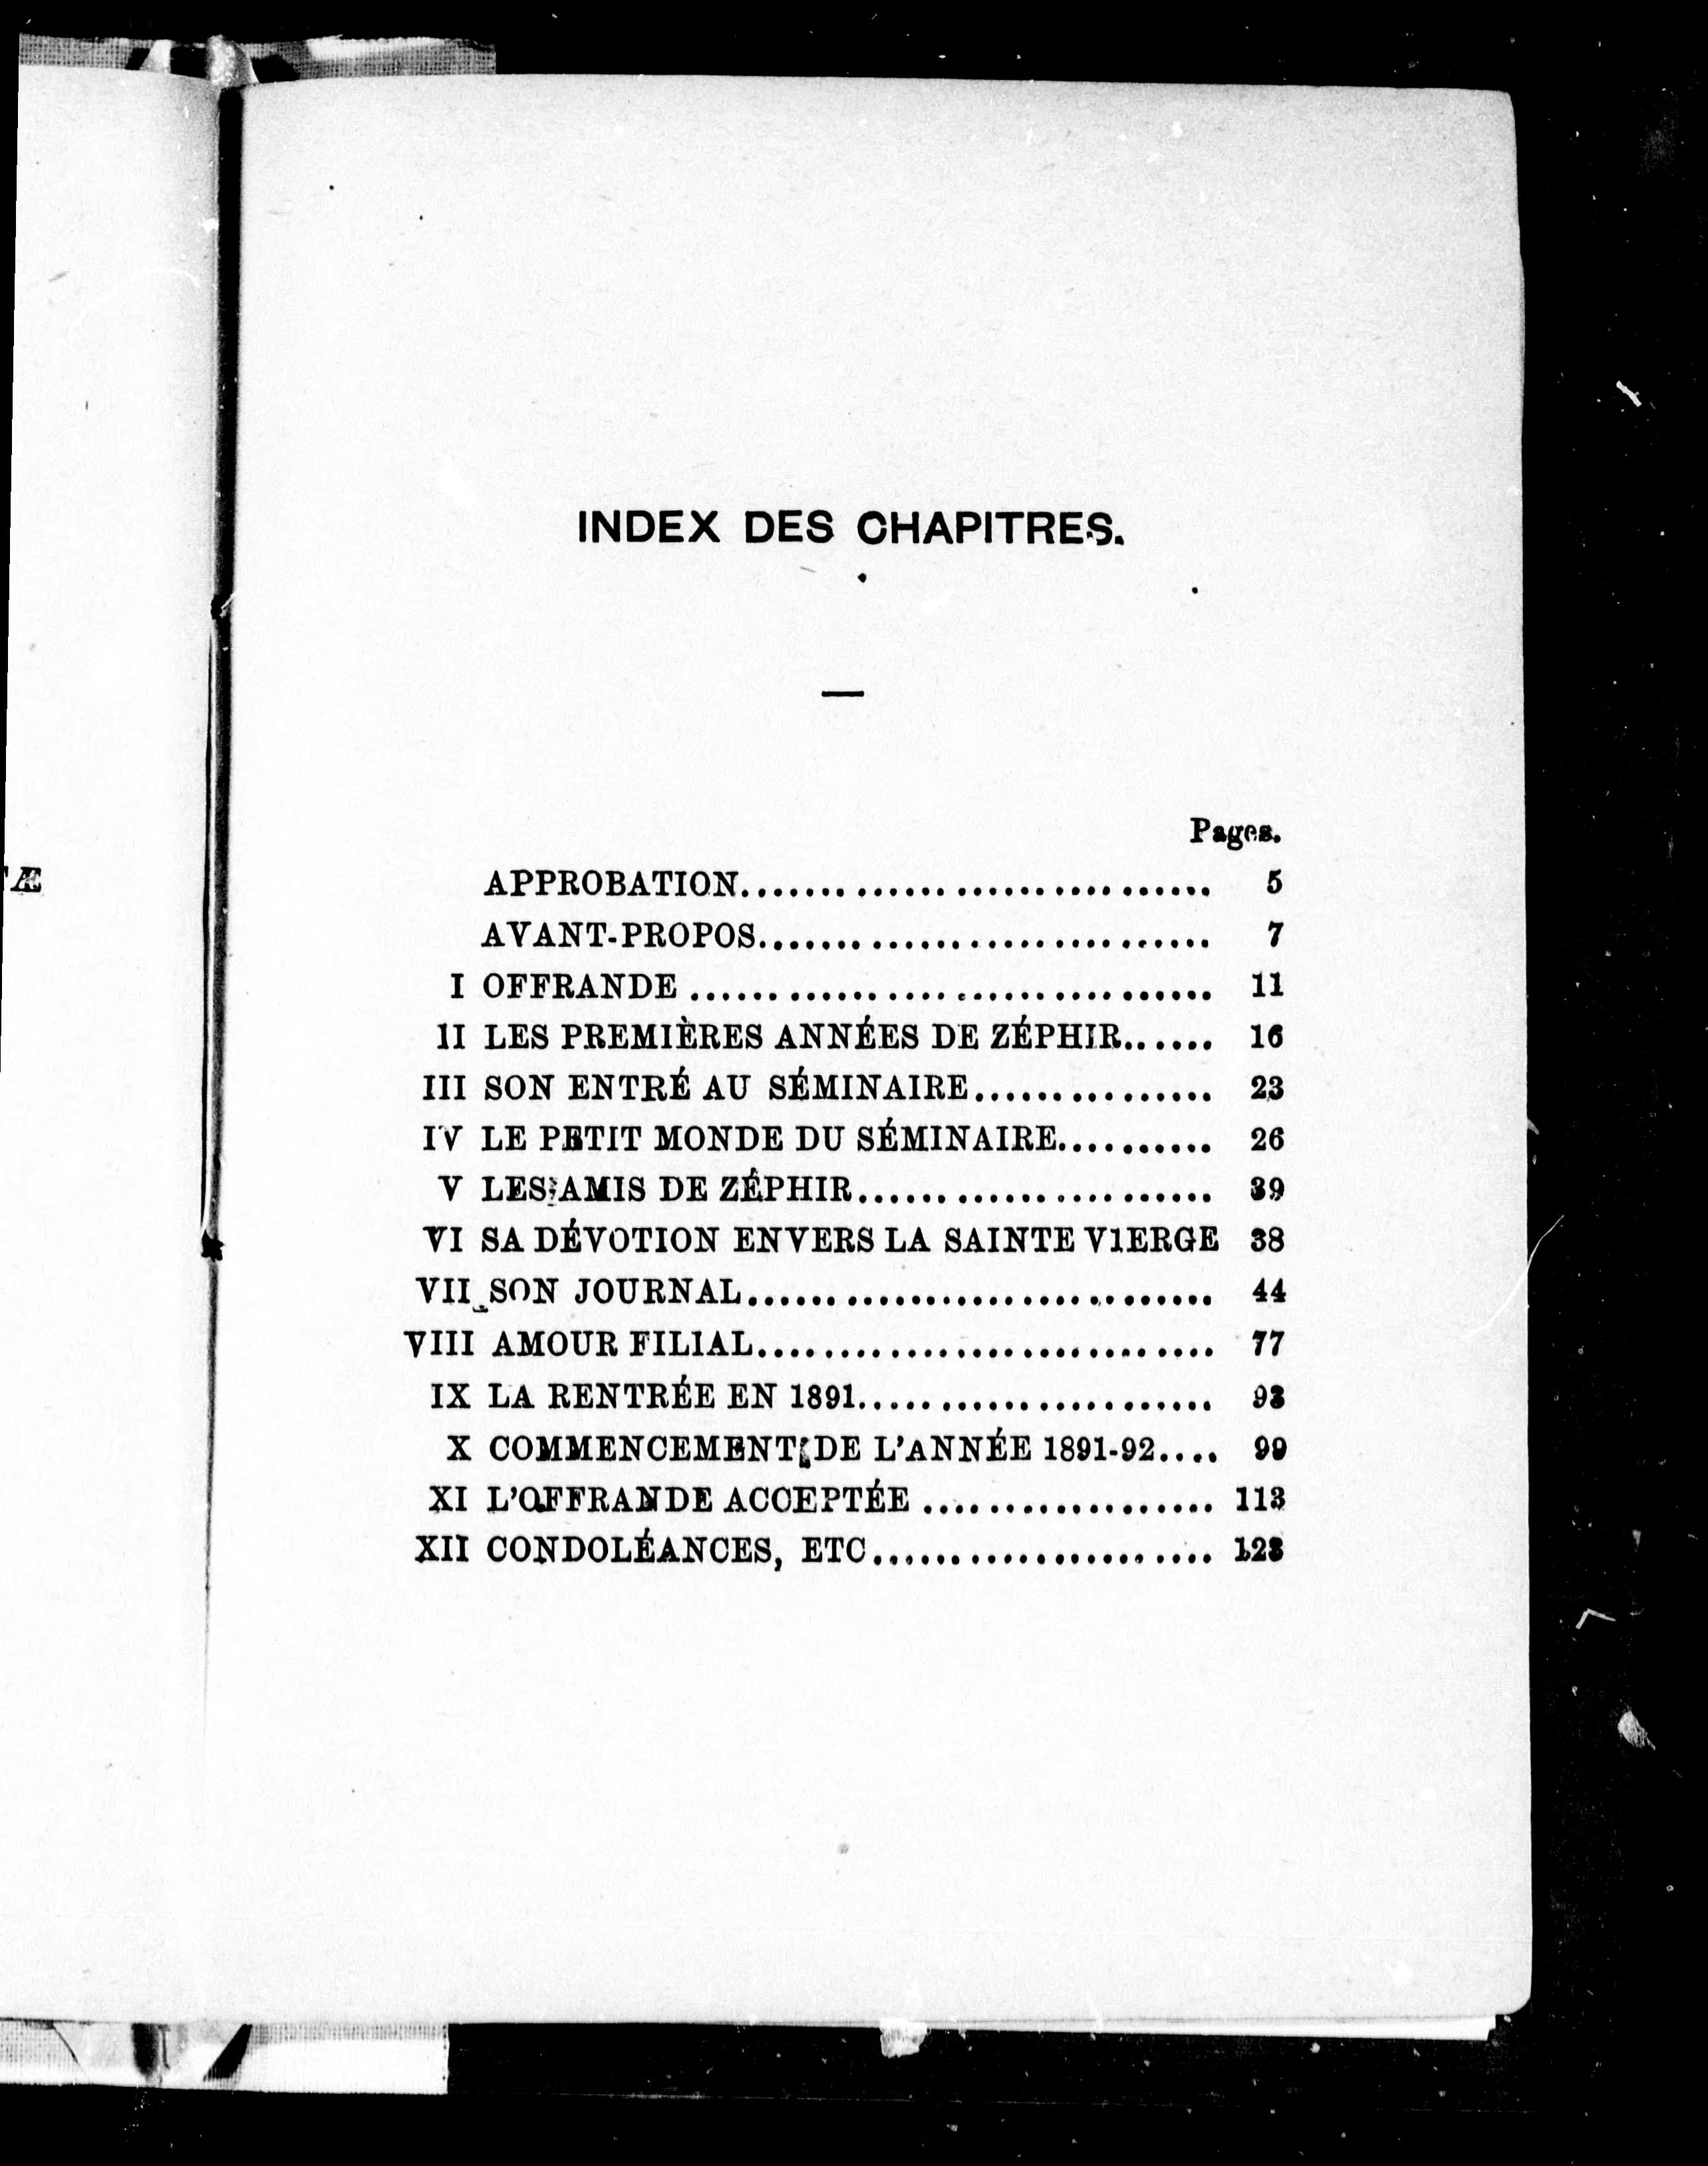 INDEX DES CHAPITRES.
Pages.
APPROBATION.............................. 5
AVANT-PROPOS............................. 7
I OFFRANDE ................................. 11
II LES PREMIÈRES ANNÉES DE ZÉPHIR...... 16
III SON ENTRÉ AU SÉMINAIRE............... 23
IV LE PETIT MONDE DU SÉMINAIRE.......... 26
V LES AMIS DE ZÉPHIR...................... 39
VI SA DÉVOTION ENVERS LA SAINTE VIERGE 38
VII SON JOURNAL.............................. 44
VIII AMOUR FILIAL............................. 77
IX LA RENTRÉE EN 1891....................... 93
X COMMENCEMENT DE L'ANNÉE 1891-92.... 99
XI L'OFFRANDE ACCEPTÉE ................... 113
XII CONDOLÉANCES, ETC...................... 123
Æ